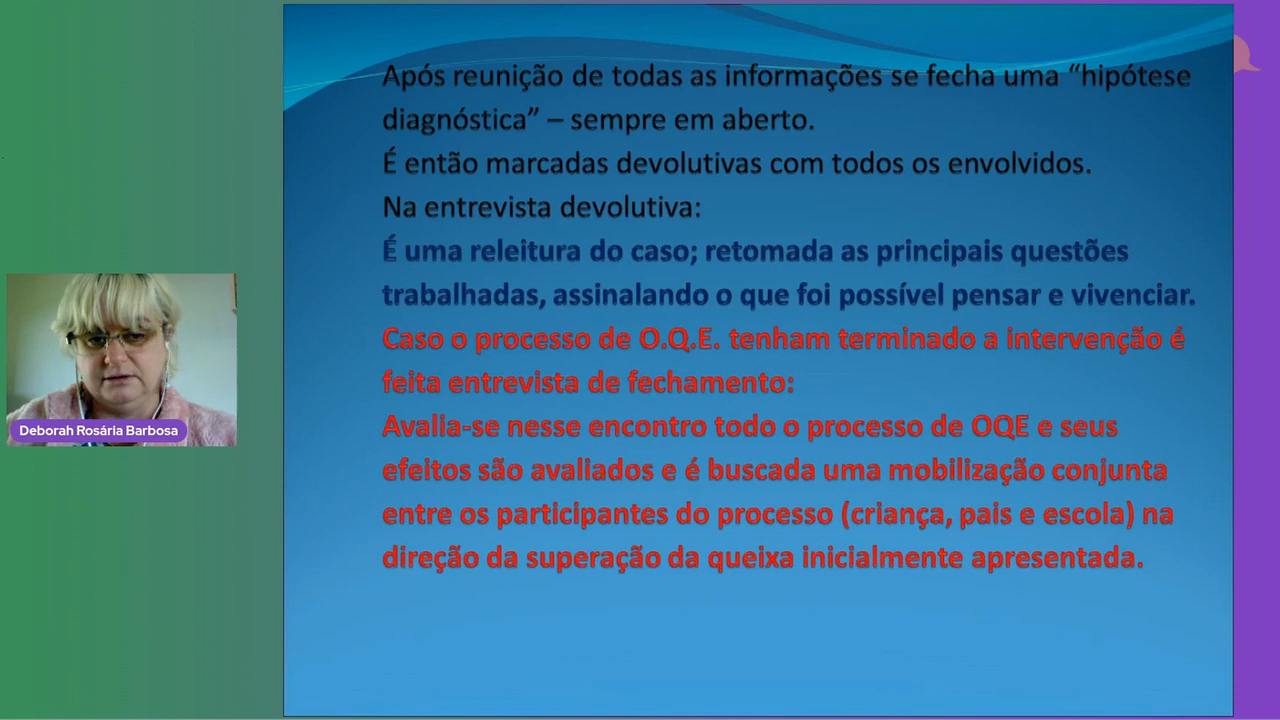 Após reunição de todas as informações se fecha uma “hipótese
diagnóstica” – sempre em aberto.
É então marcadas devolutivas com todos os envolvidos.
Na entrevista devolutiva:
É uma releitura do caso; retomada as principais questões
trabalhadas, assinalando o que foi possível pensar e vivenciar.
Caso o processo de O.Q.E. tenham terminado a intervenção é
feita entrevista de fechamento:
Avalia-se nesse encontro todo o processo de OQE e seus
efeitos são avaliados e é buscada uma mobilização conjunta
entre os participantes do processo (criança, pais e escola) na
direção da superação da queixa inicialmente apresentada.
Deborah Rosária Barbosa